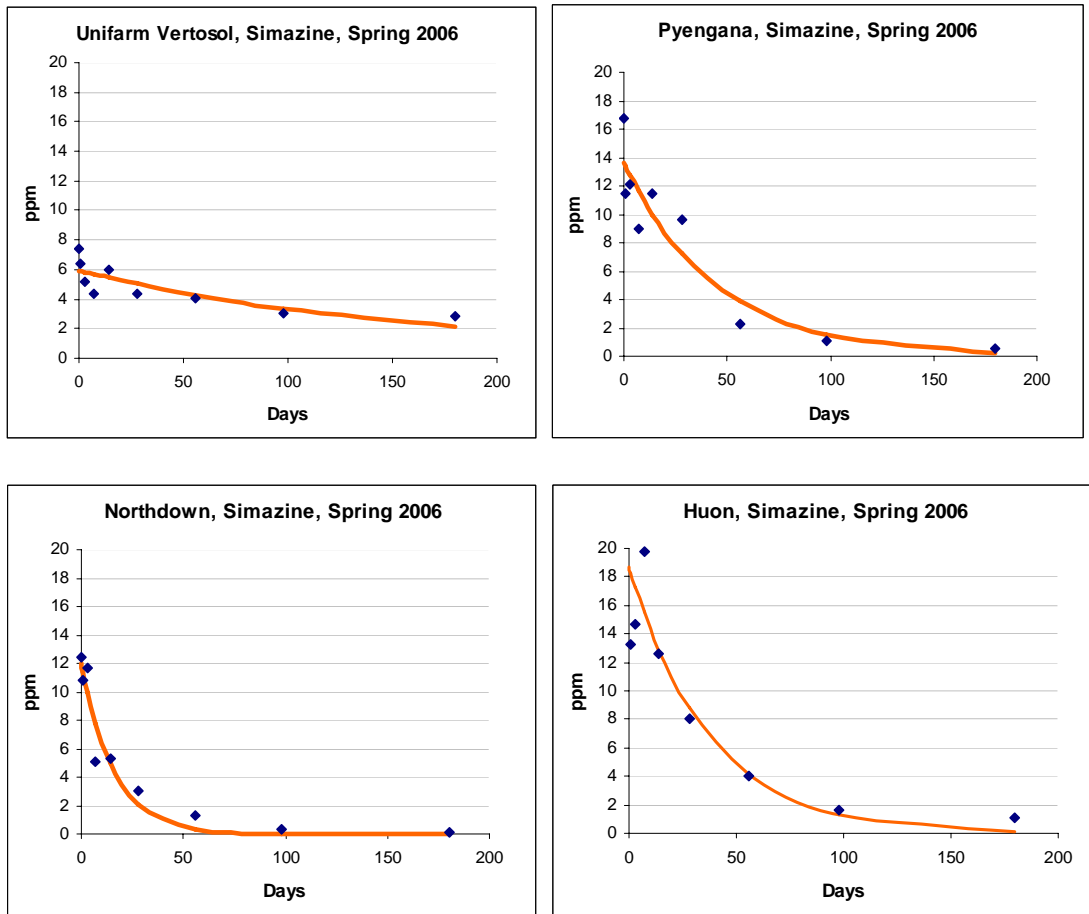 Unifarm Vertosol, Simazine, Spring 2006
ppm
20
18
16
14
12
10
8
6
4
2
0
0 50 100 150 200
Days
Pyengana, Simazine, Spring 2006
ppm
20
18
16
14
12
10
8
6
4
2
0
0 50 100 150 200
Days
Northdown, Simazine, Spring 2006
ppm
20
18
16
14
12
10
8
6
4
2
0
0 50 100 150 200
Days
Huon, Simazine, Spring 2006
ppm
20
18
16
14
12
10
8
6
4
2
0
0 50 100 150 200
Days